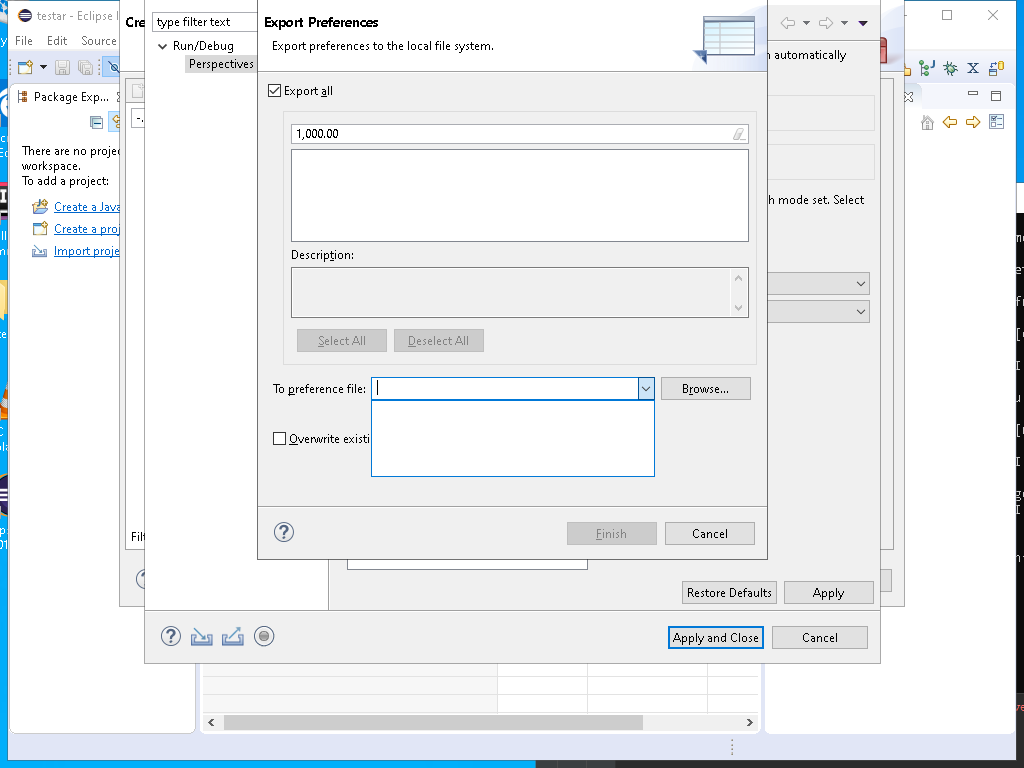 testar - Eclipse I
File Edit Source
Package Exp...
There are no projec
workspace.
To add a project:
Create a Java
Create a proj
Import proje
Cre
type filter text
Run/Debug
Perspectives
Export Preferences
Export preferences to the local file system.
Export all
1,000.00
Description:
Select All
Deselect All
To preference file:
Browse...
Overwrite existi
Finish
Cancel
n automatically
h mode set. Select
Filt
Restore Defaults
Apply
Apply and Close
Cancel